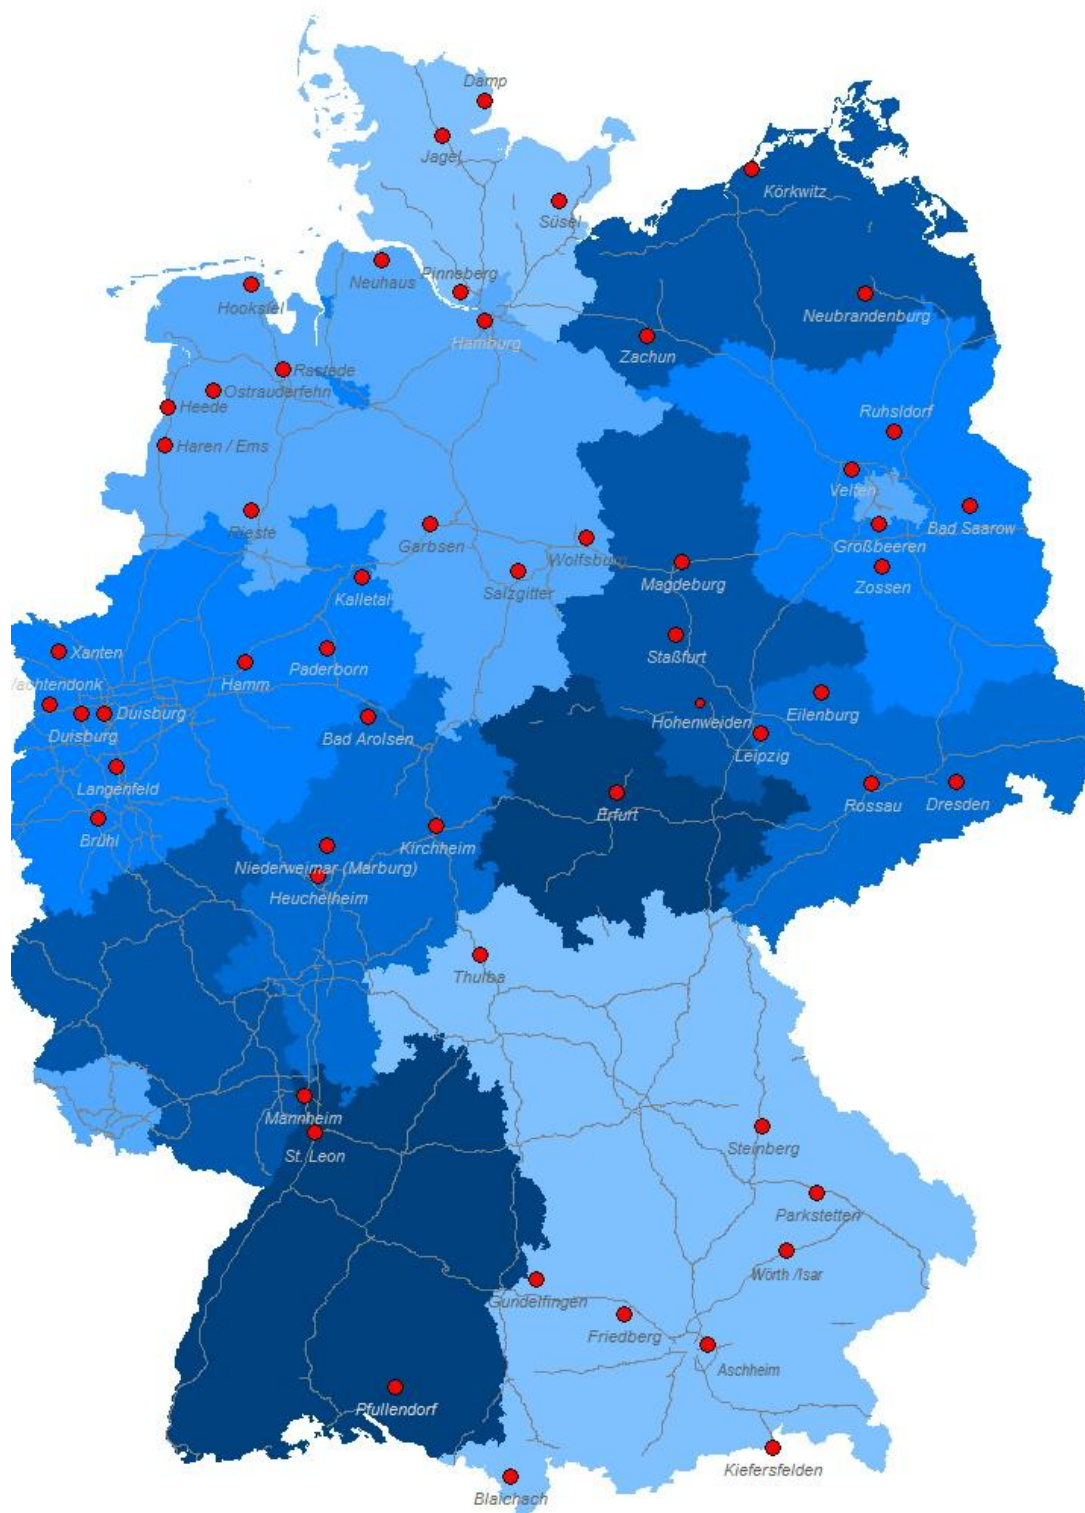 Damp
Jagel
Körkwitz
Süsel
Neuhaus
Pinneberg
Hooksiel
Neubrandenburg
Hamburg
Zachun
Rastede
Ostrauderfehn
Heede
Ruhsldorf
Haren / Ems
Velten
Rieste
Garbsen
Wolfsburg
Bad Saarow
Großbeeren
Magdeburg
Zossen
Salzgitter
Kalletal
Xanten
Paderborn
Staßfurt
Hamm
achtendonk
Duisburg
Duisburg
Bad Arolsen
Hohenweiden
Eilenburg
Leipzig
Langenfeld
Erfurt
Rossau
Dresden
Brühl
Kirchheim
Niederweimar (Marburg)
Heuchelheim
Thulba
Mannheim
St. Leon
Steinberg
Parkstetten
Wörth /Isar
Gundelfingen
Friedberg
Aschheim
Pfullendorf
Kiefersfelden
Blaichach